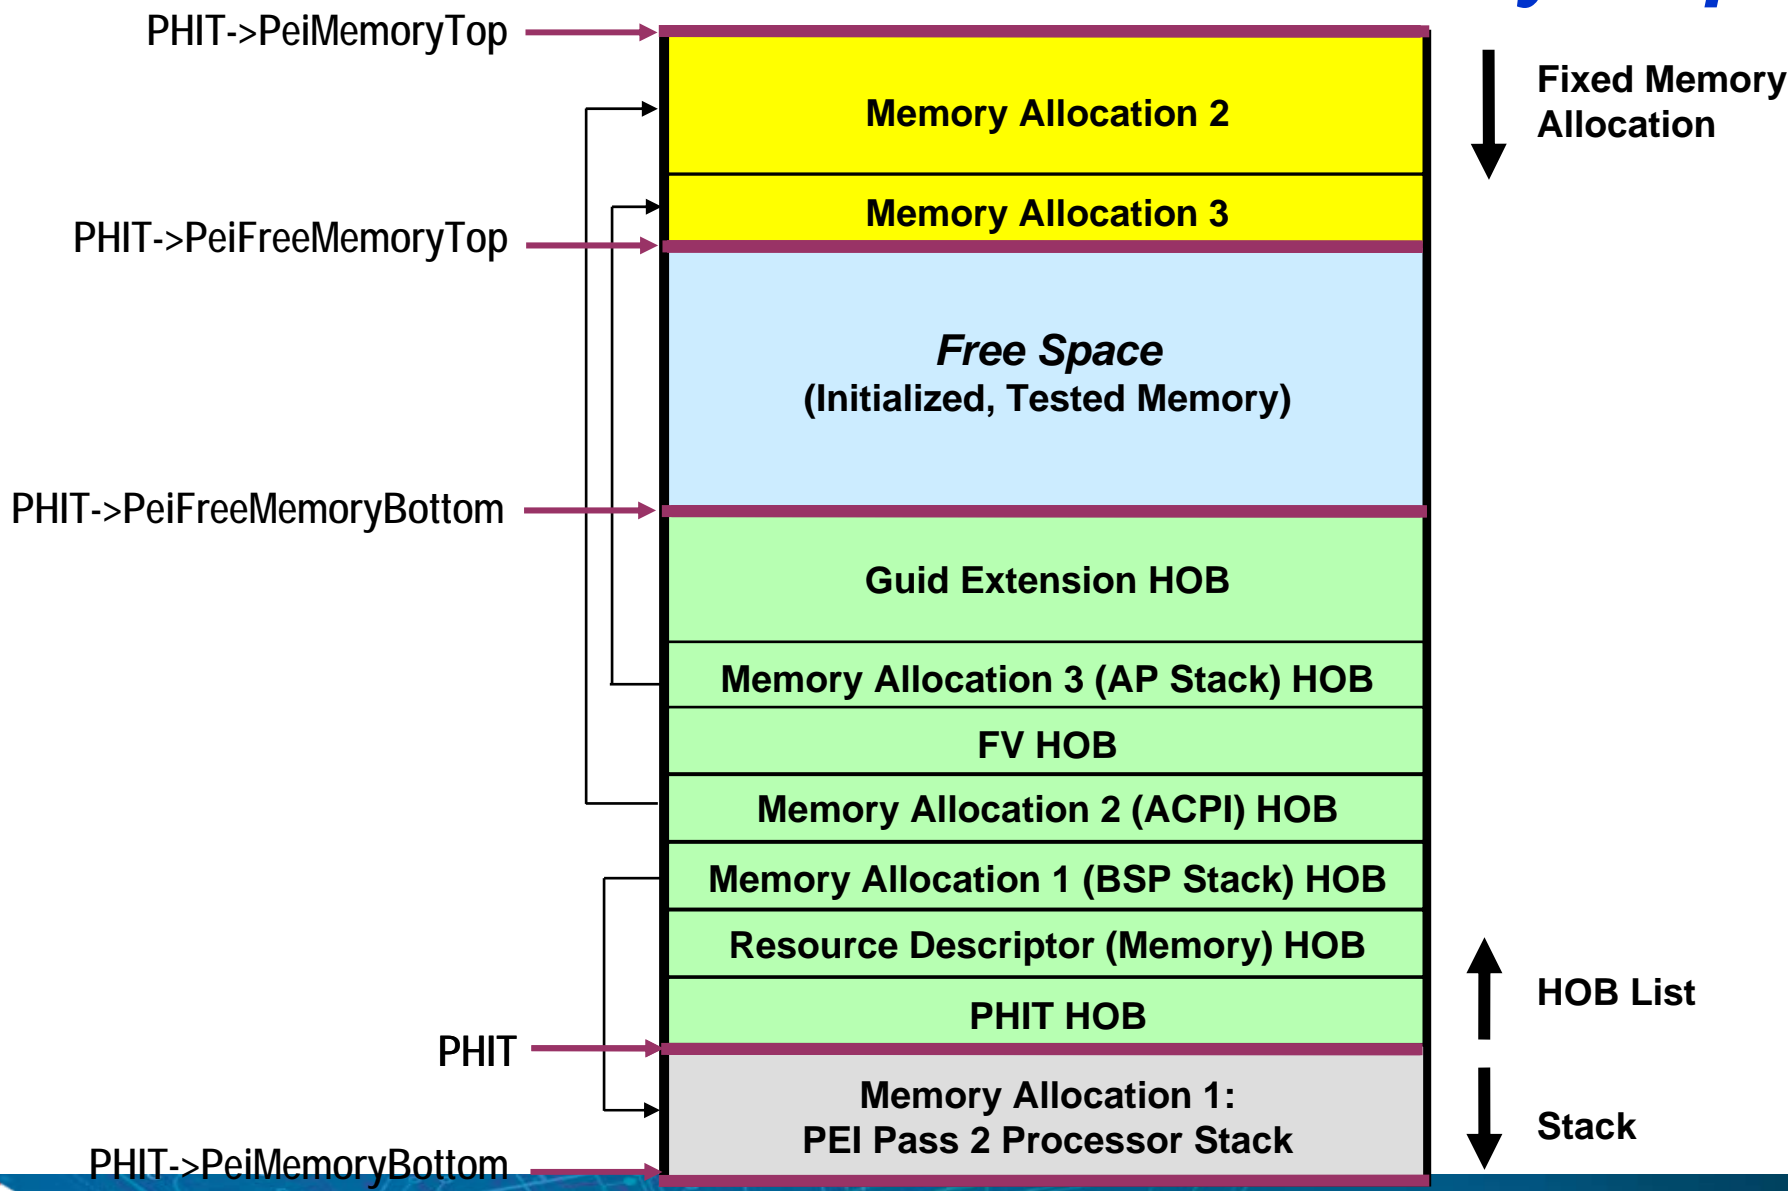 PHIT->PeiMemoryTop
Fixed Memory
Allocation
Memory Allocation 2
Memory Allocation 3
PHIT->PeiFreeMemoryTop
Free Space
(Initialized, Tested Memory)
PHIT->PeiFreeMemoryBottom
Guid Extension HOB
Memory Allocation 3 (AP Stack) HOB
FV HOB
Memory Allocation 2 (ACPI) HOB
Memory Allocation 1 (BSP Stack) HOB
Resource Descriptor (Memory) HOB
PHIT HOB
HOB List
PHIT
Memory Allocation 1:
PEI Pass 2 Processor Stack
Stack
PHIT->PeiMemoryBottom